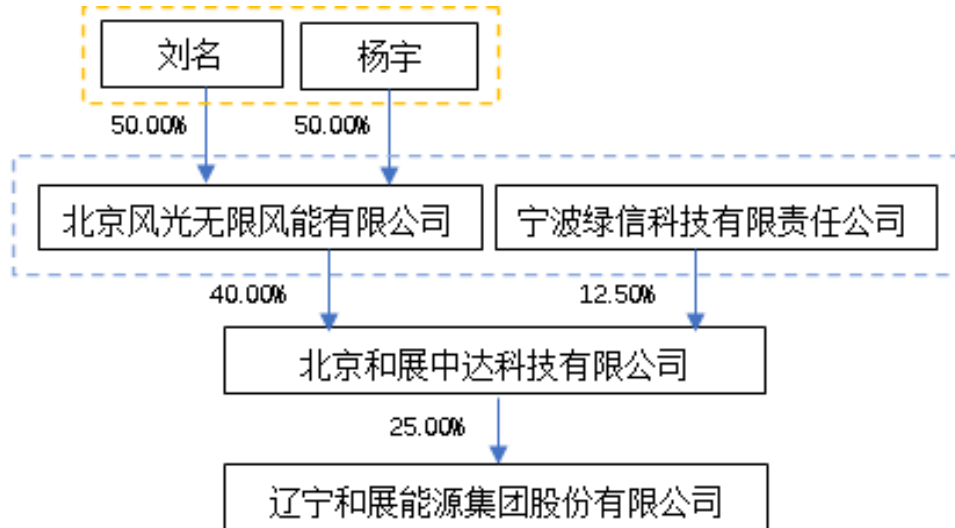 刘名
杨宇
50.00%
50.00%
北京风光无限风能有限公司
宁波绿信科技有限责任公司
40.00%
12.50%
北京和展中达科技有限公司
25.00%
辽宁和展能源集团股份有限公司